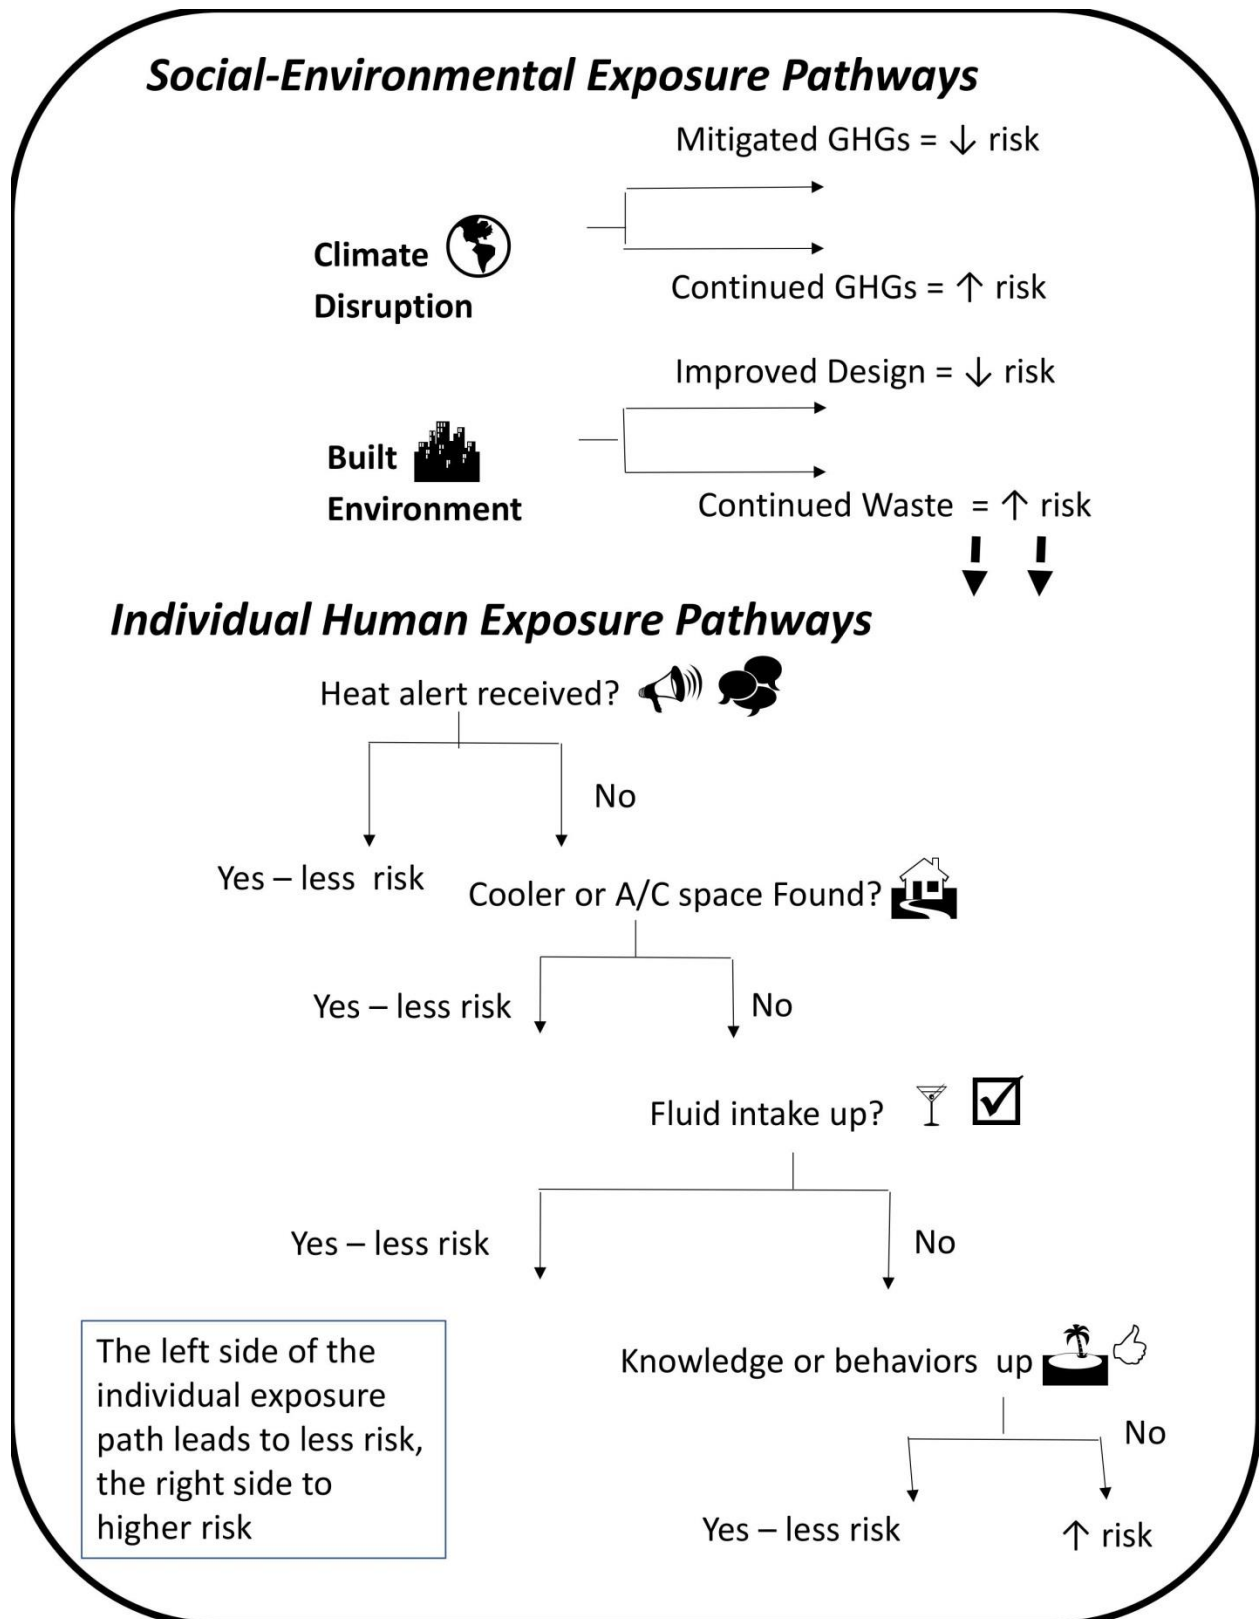 Social-Environmental Exposure Pathways
Mitigated GHGs = ↓ risk
Climate
Disruption
Continued GHGs = ↑ risk
Improved Design = ↓ risk
Built
Environment
Continued Waste = ↑ risk
Individual Human Exposure Pathways
Heat alert received?
No
Yes – less risk
Cooler or A/C space Found?
Yes – less risk
No
Fluid intake up?
Yes – less risk
No
Knowledge or behaviors up
No
Yes – less risk
↑ risk
The left side of the
individual exposure
path leads to less risk,
the right side to
higher risk